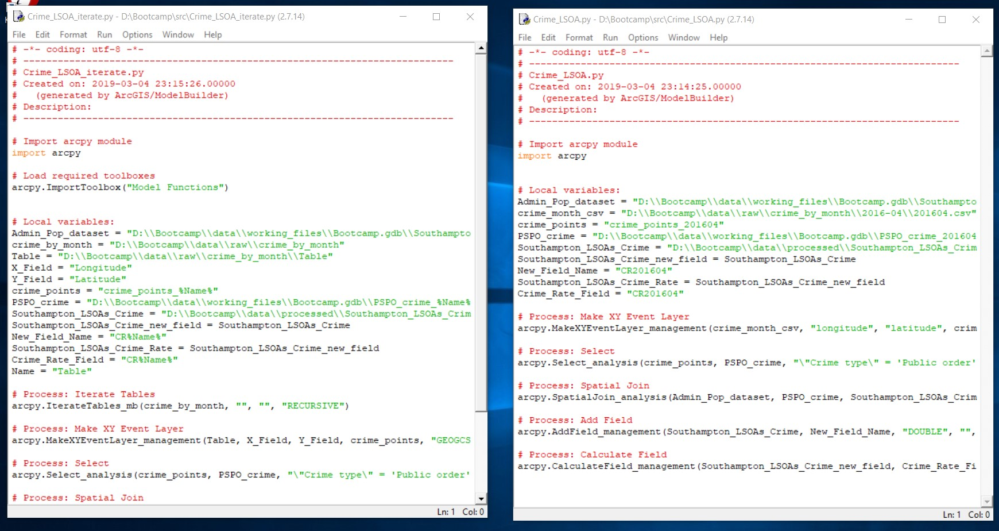 Crime_LSOA_iterate.py - D:\Bootcamp\src\Crime_LSOA_iterate.py (2.7.14)
File Edit Format Run Options Window Help
# -*- coding: utf-8 -*-
# ---------------------------------------------------------------------------
# Crime_LSOA_iterate.py
# Created on: 2019-03-04 23:15:26.00000
#   (generated by ArcGIS/ModelBuilder)
# Description:
# ---------------------------------------------------------------------------
# Import arcpy module
import arcpy
# Load required toolboxes
arcpy.ImportToolbox("Model Functions")
# Local variables:
Admin_Pop_dataset = "D:\\Bootcamp\\data\\working_files\\Bootcamp.gdb\\Southampto
crime_by_month = "D:\\Bootcamp\\data\\raw\\crime_by_month"
Table = "D:\\Bootcamp\\data\\raw\\crime_by_month\\Table"
X_Field = "Longitude"
Y_Field = "Latitude"
crime_points = "crime_points_%Name%"
PSPO_crime = "D:\\Bootcamp\\data\\working_files\\Bootcamp.gdb\\PSPO_crime_%Name%
Southampton_LSOAs_Crime = "D:\\Bootcamp\\data\\processed\\Southampton_LSOAs_Crim
Southampton_LSOAs_Crime_new_field = Southampton_LSOAs_Crime
New_Field_Name = "CR%Name%"
Southampton_LSOAs_Crime_Rate = Southampton_LSOAs_Crime_new_field
Crime_Rate_Field = "CR%Name%"
Name = "Table"
# Process: Iterate Tables
arcpy.IterateTables_mb(crime_by_month, "", "", "RECURSIVE")
# Process: Make XY Event Layer
arcpy.MakeXYEventLayer_management(Table, X_Field, Y_Field, crime_points, "GEOGCS
# Process: Select
arcpy.Select_analysis(crime_points, PSPO_crime, "\"Crime type\" = 'Public order'
# Process: Spatial Join
Ln: 1 Col: 0
Crime_LSOA.py - D:\Bootcamp\src\Crime_LSOA.py (2.7.14)
File Edit Format Run Options Window Help
# -*- coding: utf-8 -*-
# ---------------------------------------------------------------------------
# Crime_LSOA.py
# Created on: 2019-03-04 23:14:25.00000
#   (generated by ArcGIS/ModelBuilder)
# Description:
# ---------------------------------------------------------------------------
# Import arcpy module
import arcpy
# Local variables:
Admin_Pop_dataset = "D:\\Bootcamp\\data\\working_files\\Bootcamp.gdb\\Southampto
crime_month_csv = "D:\\Bootcamp\\data\\raw\\crime_by_month\\2016-04\\201604.csv"
crime_points = "crime_points_201604"
PSPO_crime = "D:\\Bootcamp\\data\\working_files\\Bootcamp.gdb\\PSPO_crime_201604
Southampton_LSOAs_Crime = "D:\\Bootcamp\\data\\processed\\Southampton_LSOAs_Crim
Southampton_LSOAs_Crime_new_field = Southampton_LSOAs_Crime
New_Field_Name = "CR201604"
Southampton_LSOAs_Crime_Rate = Southampton_LSOAs_Crime_new_field
Crime_Rate_Field = "CR201604"
# Process: Make XY Event Layer
arcpy.MakeXYEventLayer_management(crime_month_csv, "longitude", "latitude", crim
# Process: Select
arcpy.Select_analysis(crime_points, PSPO_crime, "\"Crime type\" = 'Public order'
# Process: Spatial Join
arcpy.SpatialJoin_analysis(Admin_Pop_dataset, PSPO_crime, Southampton_LSOAs_Crim
# Process: Add Field
arcpy.AddField_management(Southampton_LSOAs_Crime, New_Field_Name, "DOUBLE", "",
# Process: Calculate Field
arcpy.CalculateField_management(Southampton_LSOAs_Crime_new_field, Crime_Rate_Fi
Ln: 1 Col: 0